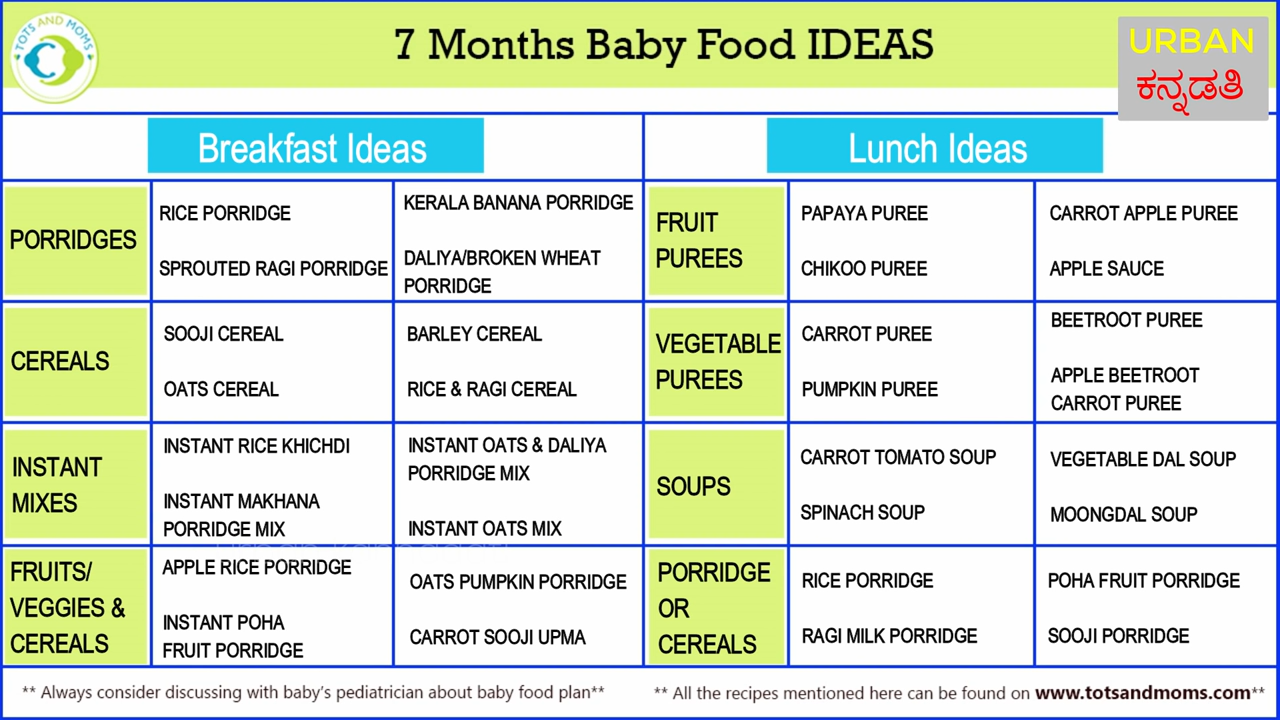 TOTS AND MOMS
7 Months Baby Food IDEAS
URBAN
ಕನ್ನಡತಿ
Breakfast Ideas
PORRIDGES
RICE PORRIDGE
SPROUTED RAGI PORRIDGE
KERALA BANANA PORRIDGE
DALIYA/BROKEN WHEAT
PORRIDGE
CEREALS
SOOJI CEREAL
OATS CEREAL
BARLEY CEREAL
RICE & RAGI CEREAL
INSTANT
MIXES
INSTANT RICE KHICHDI
INSTANT MAKHANA
PORRIDGE MIX
INSTANT OATS & DALIYA
PORRIDGE MIX
INSTANT OATS MIX
FRUITS/
VEGGIES &
CEREALS
APPLE RICE PORRIDGE
INSTANT POHA
FRUIT PORRIDGE
OATS PUMPKIN PORRIDGE
CARROT SOOJI UPMA
Lunch Ideas
FRUIT
PUREES
PAPAYA PUREE
CHIKOO PUREE
CARROT APPLE PUREE
APPLE SAUCE
VEGETABLE
PUREES
CARROT PUREE
PUMPKIN PUREE
BEETROOT PUREE
APPLE BEETROOT
CARROT PUREE
SOUPS
CARROT TOMATO SOUP
SPINACH SOUP
VEGETABLE DAL SOUP
MOONGDAL SOUP
PORRIDGE
OR
CEREALS
RICE PORRIDGE
RAGI MILK PORRIDGE
POHA FRUIT PORRIDGE
SOOJI PORRIDGE
** Always consider discussing with baby's pediatrician about baby food plan**
** All the recipes mentioned here can be found on www.totsandmoms.com**